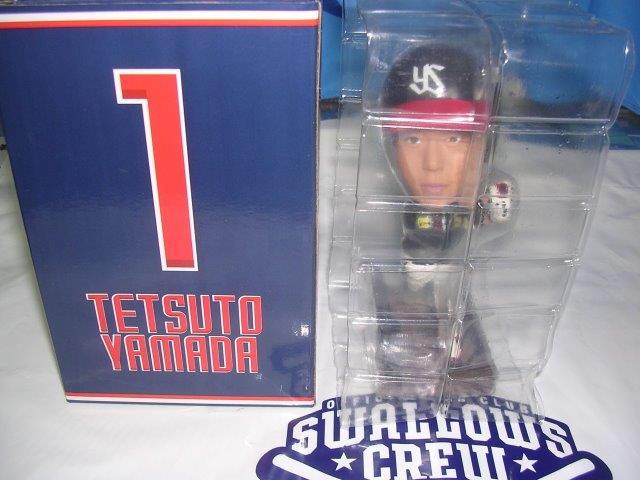 1
TETSUTO
YAMADA
YS
SWALLOWS
CREW